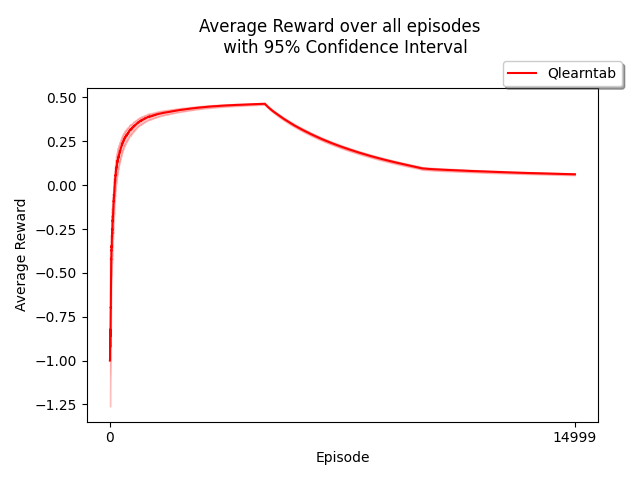 Average Reward over all episodes
with 95% Confidence Interval
Qlearntab
0.50
0.25
0.00
−0.25
−0.50
−0.75
−1.00
−1.25
Average Reward
0
14999
Episode